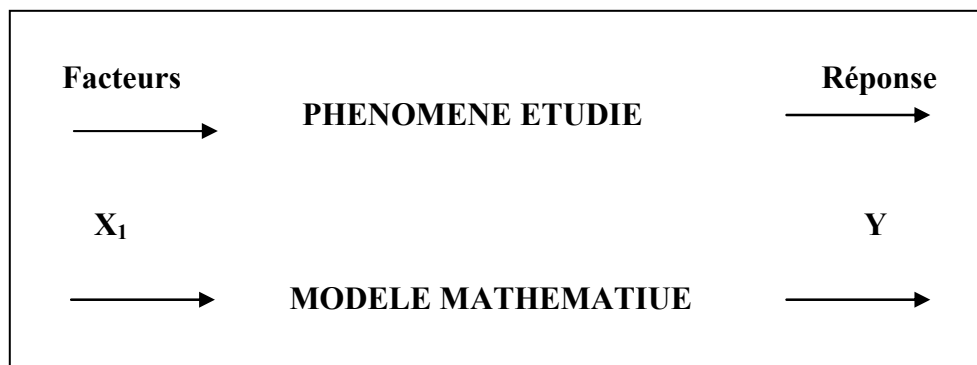 Facteurs Réponse
PHENOMENE ETUDIE
X₁ Y
MODELE MATHEMATIUE